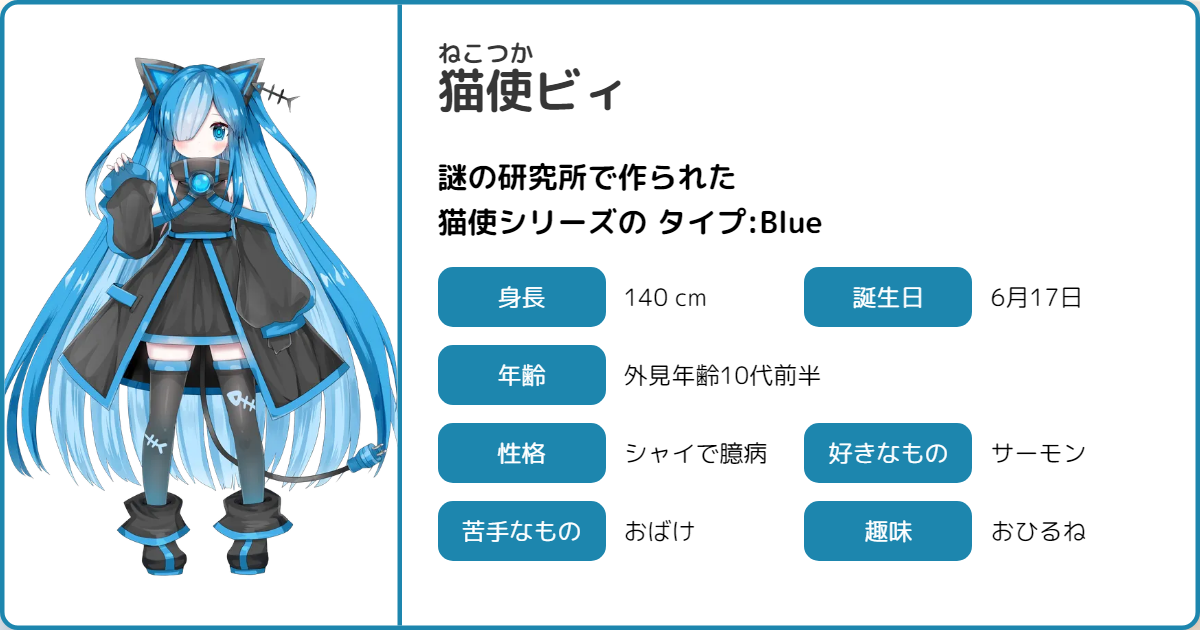 ねこつか
猫使ビィ
謎の研究所で作られた
猫使シリーズの タイプ:Blue
身長 140 cm 誕生日 6月17日
年齢 外見年齢10代前半
性格 シャイで臆病 好きなもの サーモン
苦手なもの おばけ 趣味 おひるね